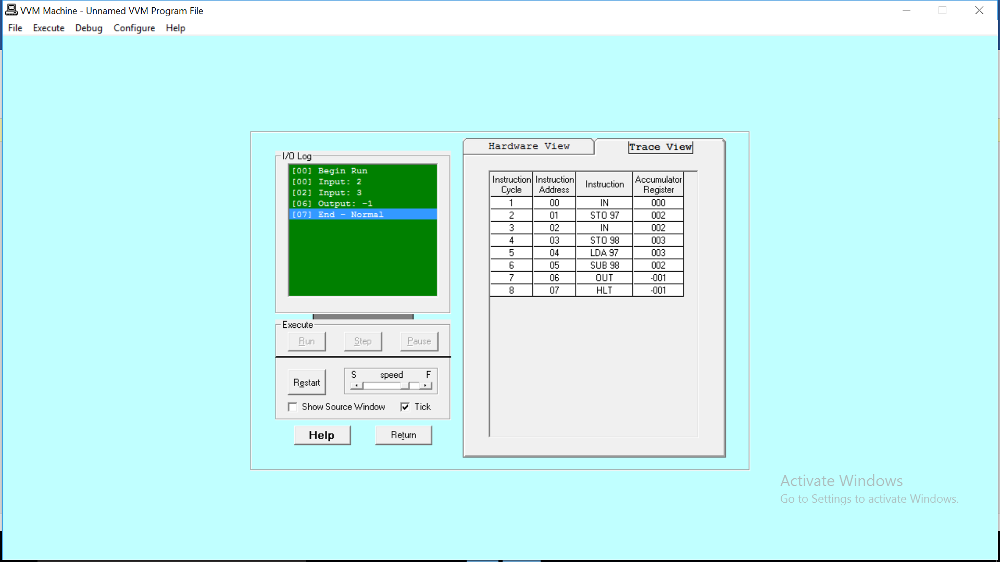 VVM Machine - Unnamed VVM Program File
File Execute Debug Configure Help
I/O Log
[00] Begin Run
[00] Input: 2
[02] Input: 3
[06] Output: -1
[07] End - Normal
Execute
Run Step Pause
Restart
S speed F
Show Source Window Tick
Help Return
Hardware View Trace View
Instruction Cycle Instruction Address Instruction Accumulator Register
1 00 IN 000
2 01 STO 97 002
3 02 IN 002
4 03 STO 98 003
5 04 LDA 97 003
6 05 SUB 98 002
7 06 OUT -001
8 07 HLT -001
Activate Windows
Go to Settings to activate Windows.